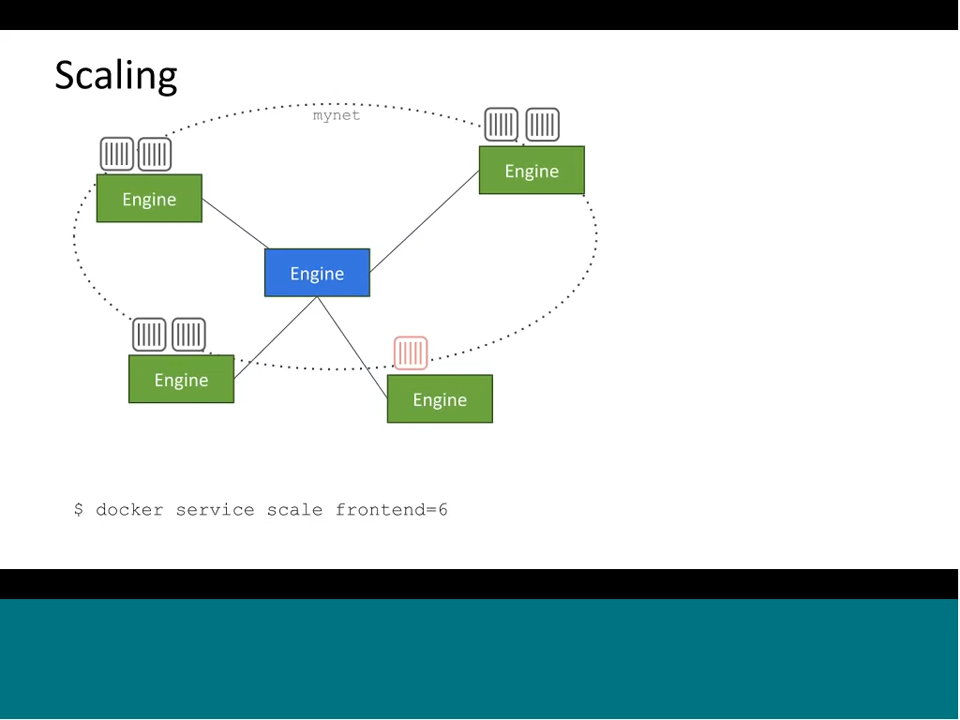 Scaling
mynet
Engine
Engine
Engine
Engine
Engine
$ docker service scale frontend=6